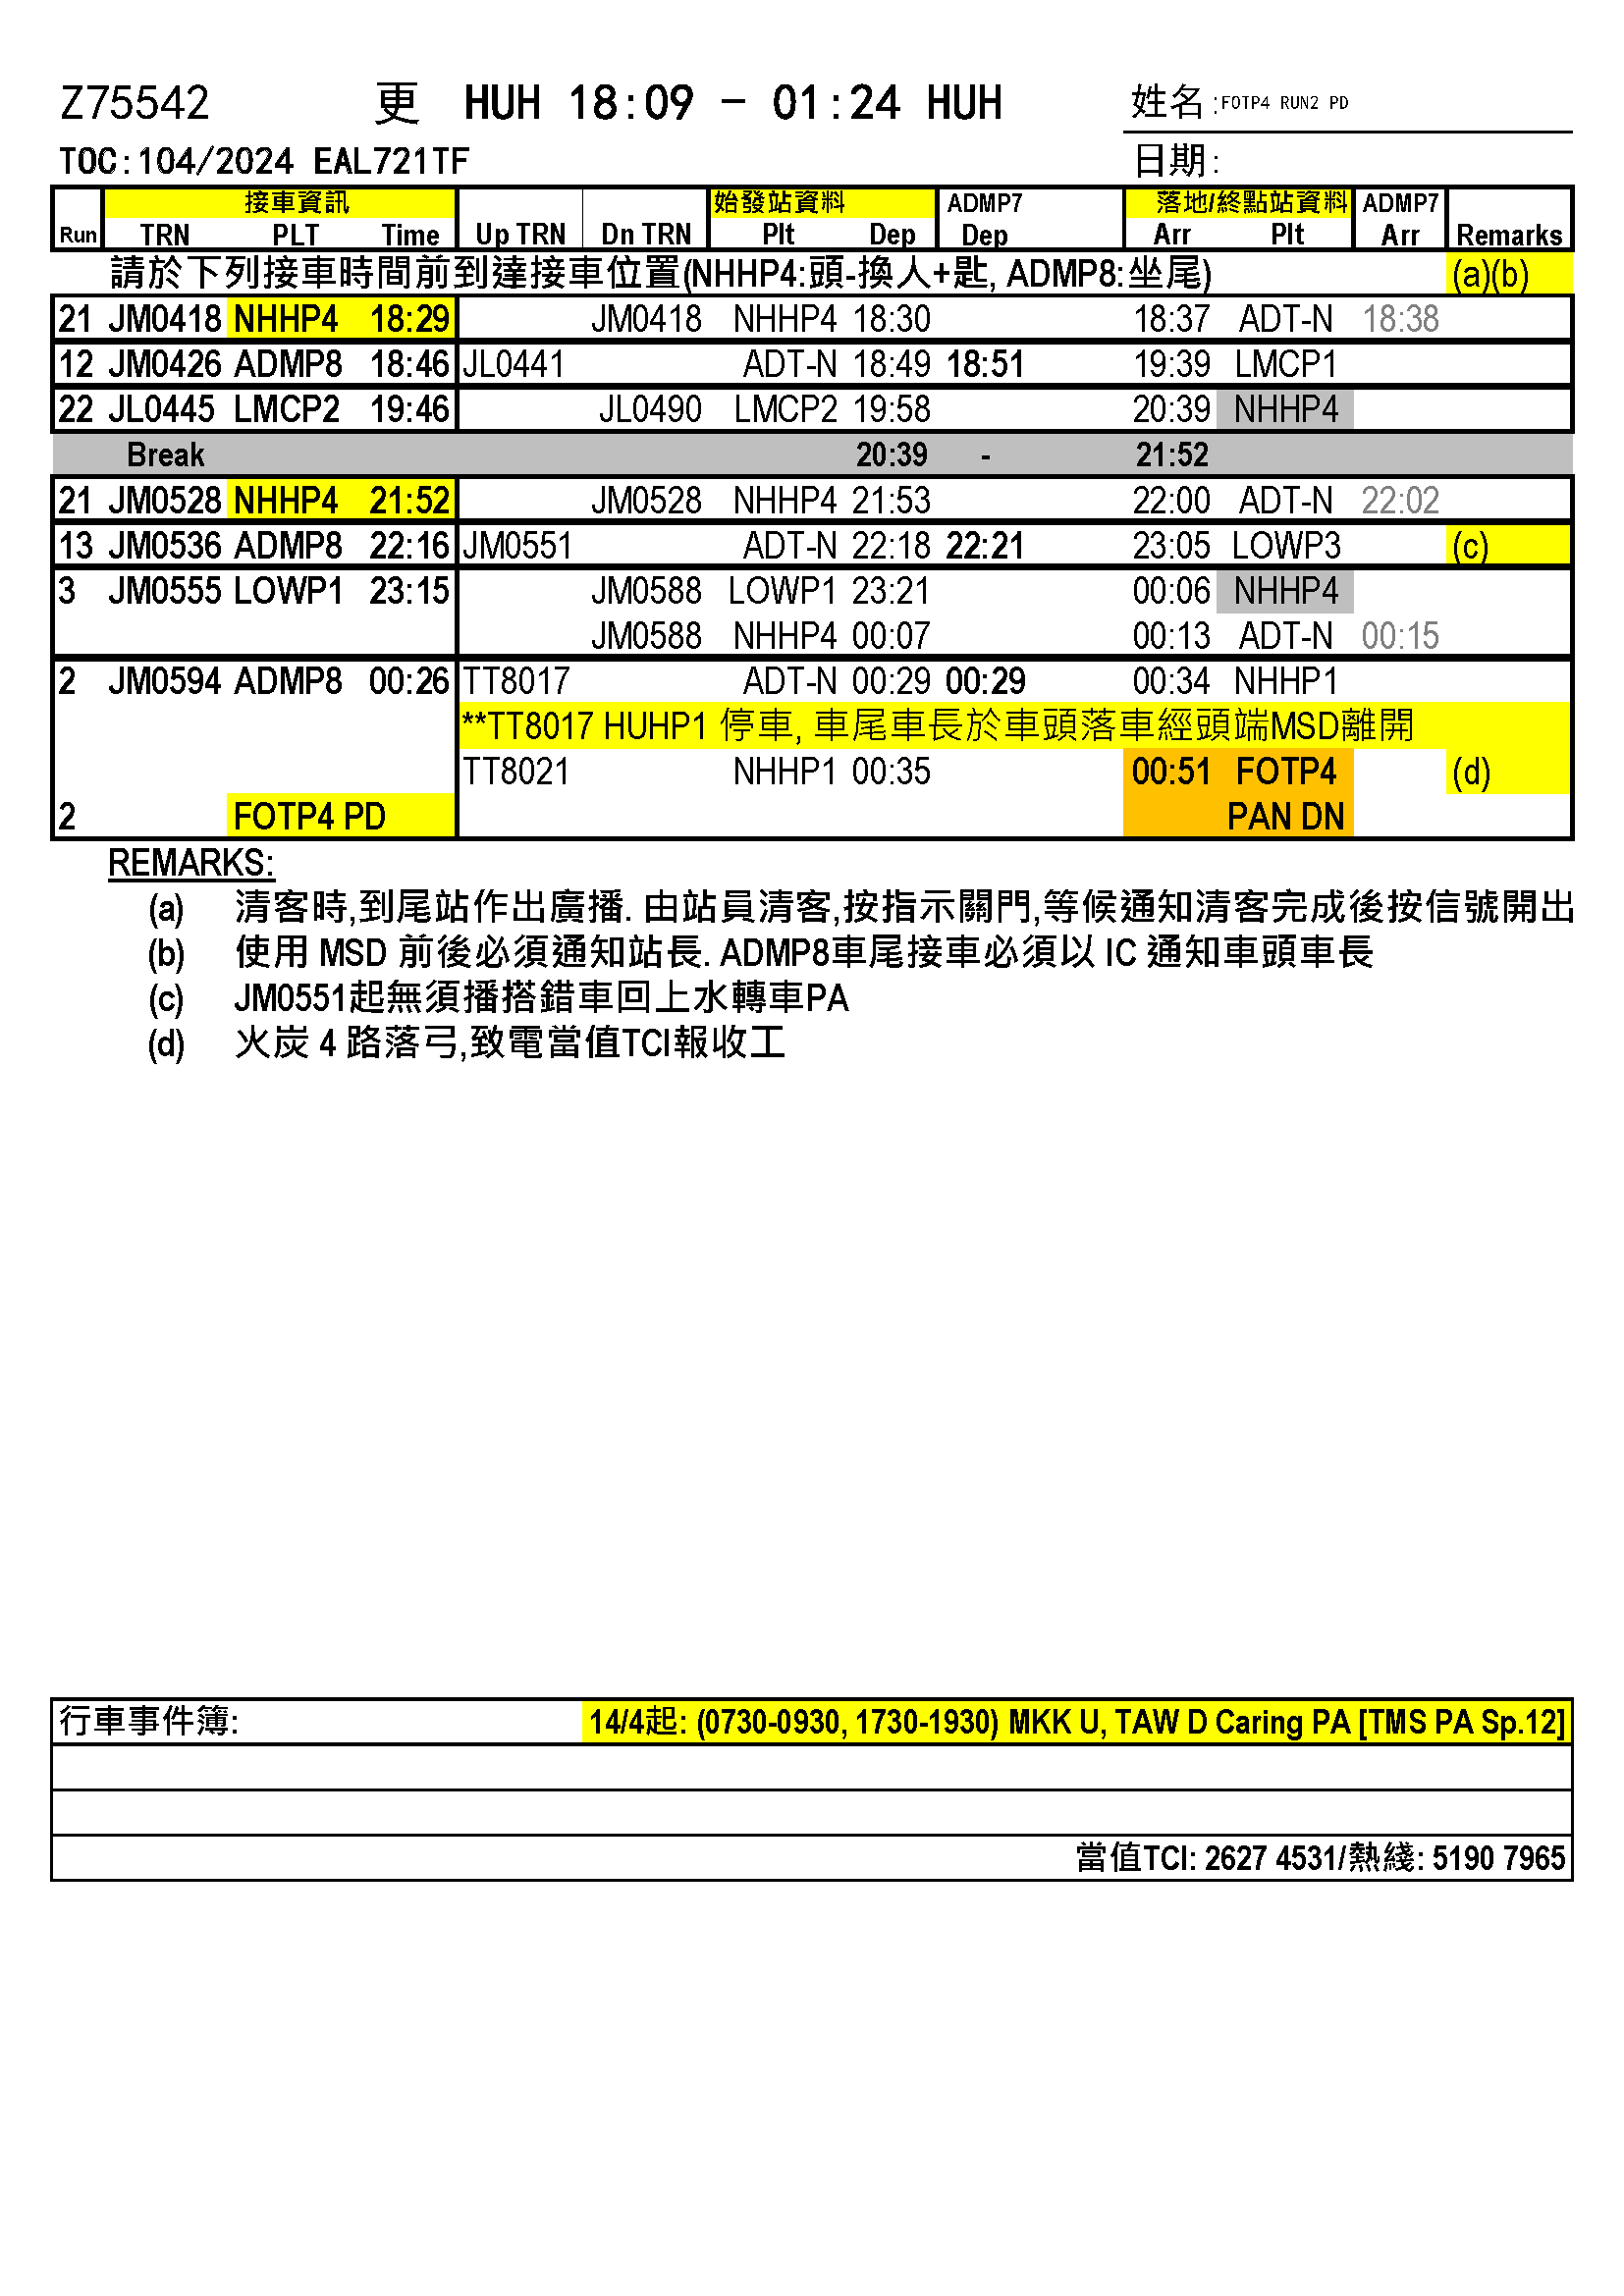 Z75542 更 HUH 18:09 - 01:24 HUH 姓名:FOTP4 RUN2 PD
TOC:104/2024 EAL721TF 日期:
接車資訊 始發站資料 ADMP7 落地/終點站資料 ADMP7
Run TRN PLT Time Up TRN Dn TRN Plt Dep Dep Arr Plt Arr Remarks
請於下列接車時間前到達接車位置(NHHP4:頭-換人+匙, ADMP8:坐尾) (a)(b)
21 JM0418 NHHP4 18:29 JM0418 NHHP4 18:30 18:37 ADT-N 18:38
12 JM0426 ADMP8 18:46 JL0441 ADT-N 18:49 18:51 19:39 LMCP1
22 JL0445 LMCP2 19:46 JL0490 LMCP2 19:58 20:39 NHHP4
Break 20:39 - 21:52
21 JM0528 NHHP4 21:52 JM0528 NHHP4 21:53 22:00 ADT-N 22:02
13 JM0536 ADMP8 22:16 JM0551 ADT-N 22:18 22:21 23:05 LOWP3 (c)
3 JM0555 LOWP1 23:15 JM0588 LOWP1 23:21 00:06 NHHP4
JM0588 NHHP4 00:07 00:13 ADT-N 00:15
2 JM0594 ADMP8 00:26 TT8017 ADT-N 00:29 00:29 00:34 NHHP1
**TT8017 HUHP1 停車, 車尾車長於車頭落車經頭端MSD離開
TT8021 NHHP1 00:35 00:51 FOTP4 (d)
2 FOTP4 PD PAN DN
REMARKS:
(a) 清客時,到尾站作出廣播. 由站員清客,按指示關門,等候通知清客完成後按信號開出
(b) 使用 MSD 前後必須通知站長. ADMP8車尾接車必須以 IC 通知車頭車長
(c) JM0551起無須播搭錯車回上水轉車PA
(d) 火炭 4 路落弓,致電當值TCI報收工
行車事件簿: 14/4起: (0730-0930, 1730-1930) MKK U, TAW D Caring PA [TMS PA Sp.12]
當值TCI: 2627 4531/熱綫: 5190 7965